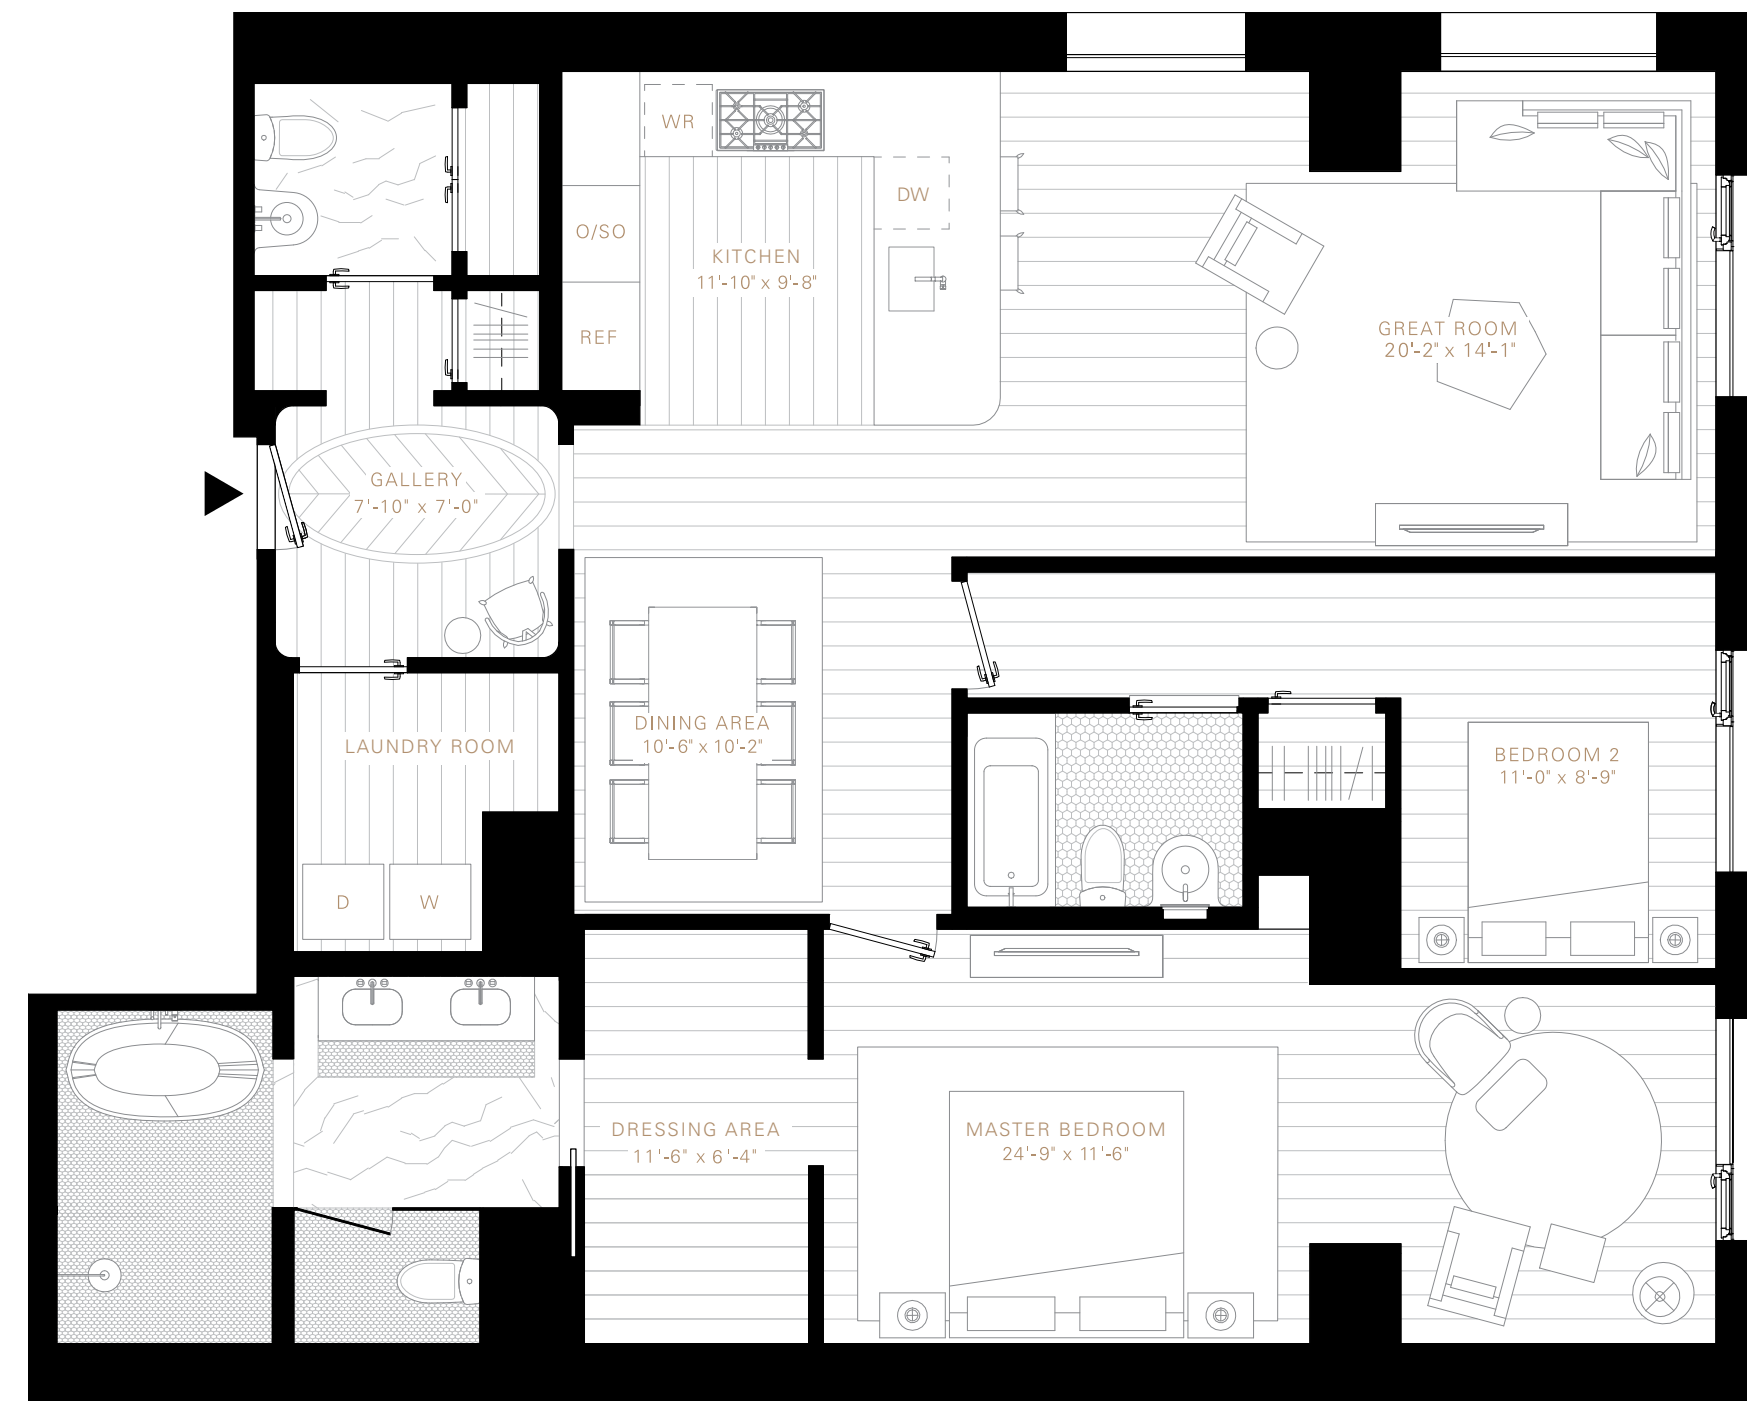 WR
DW
O/SO
KITCHEN
11'-10" x 9'-8"
REF
GREAT ROOM
20'-2" x 14'-1"
GALLERY
7'-10" x 7'-0"
DINING AREA
10'-6" x 10'-2"
LAUNDRY ROOM
BEDROOM 2
11'-0" x 8'-9"
D
W
DRESSING AREA
11'-6" x 6'-4"
MASTER BEDROOM
24'-9" x 11'-6"